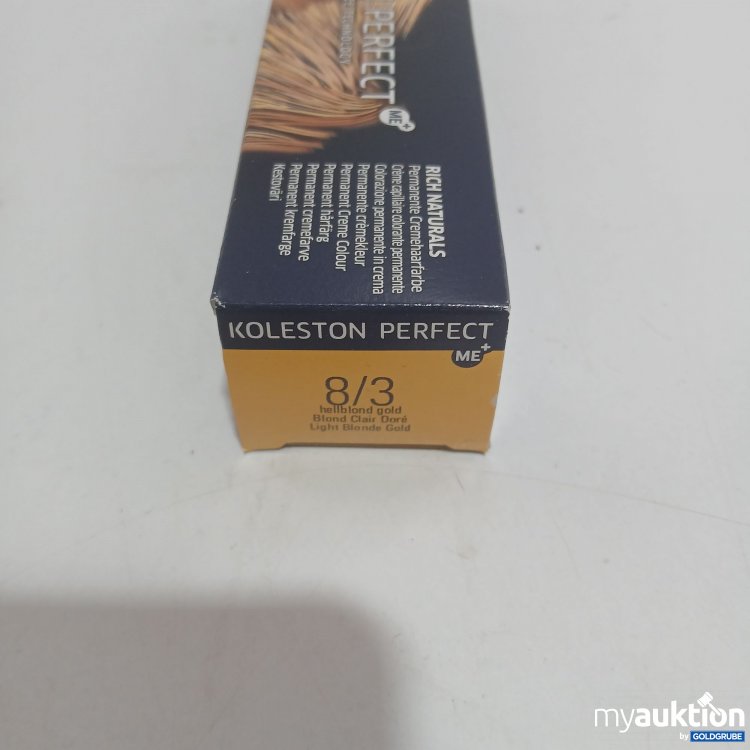 PERFECT
ME+
TECHNOLOGY
RICH NATURALS
Permanente Cremehaarfarbe
Crème capillaire colorante permanente
Colorazione permanente in crema
Permanente crèmekleur
Permanent Creme Colour
Permanent hårfärg
Permanent cremefarve
Permanent kremfarge
Kestoväri
KOLESTON PERFECT
ME+
8/3
hellblond gold
Blond Clair Doré
Light Blonde Gold
myauktion
by GOLDGRUBE